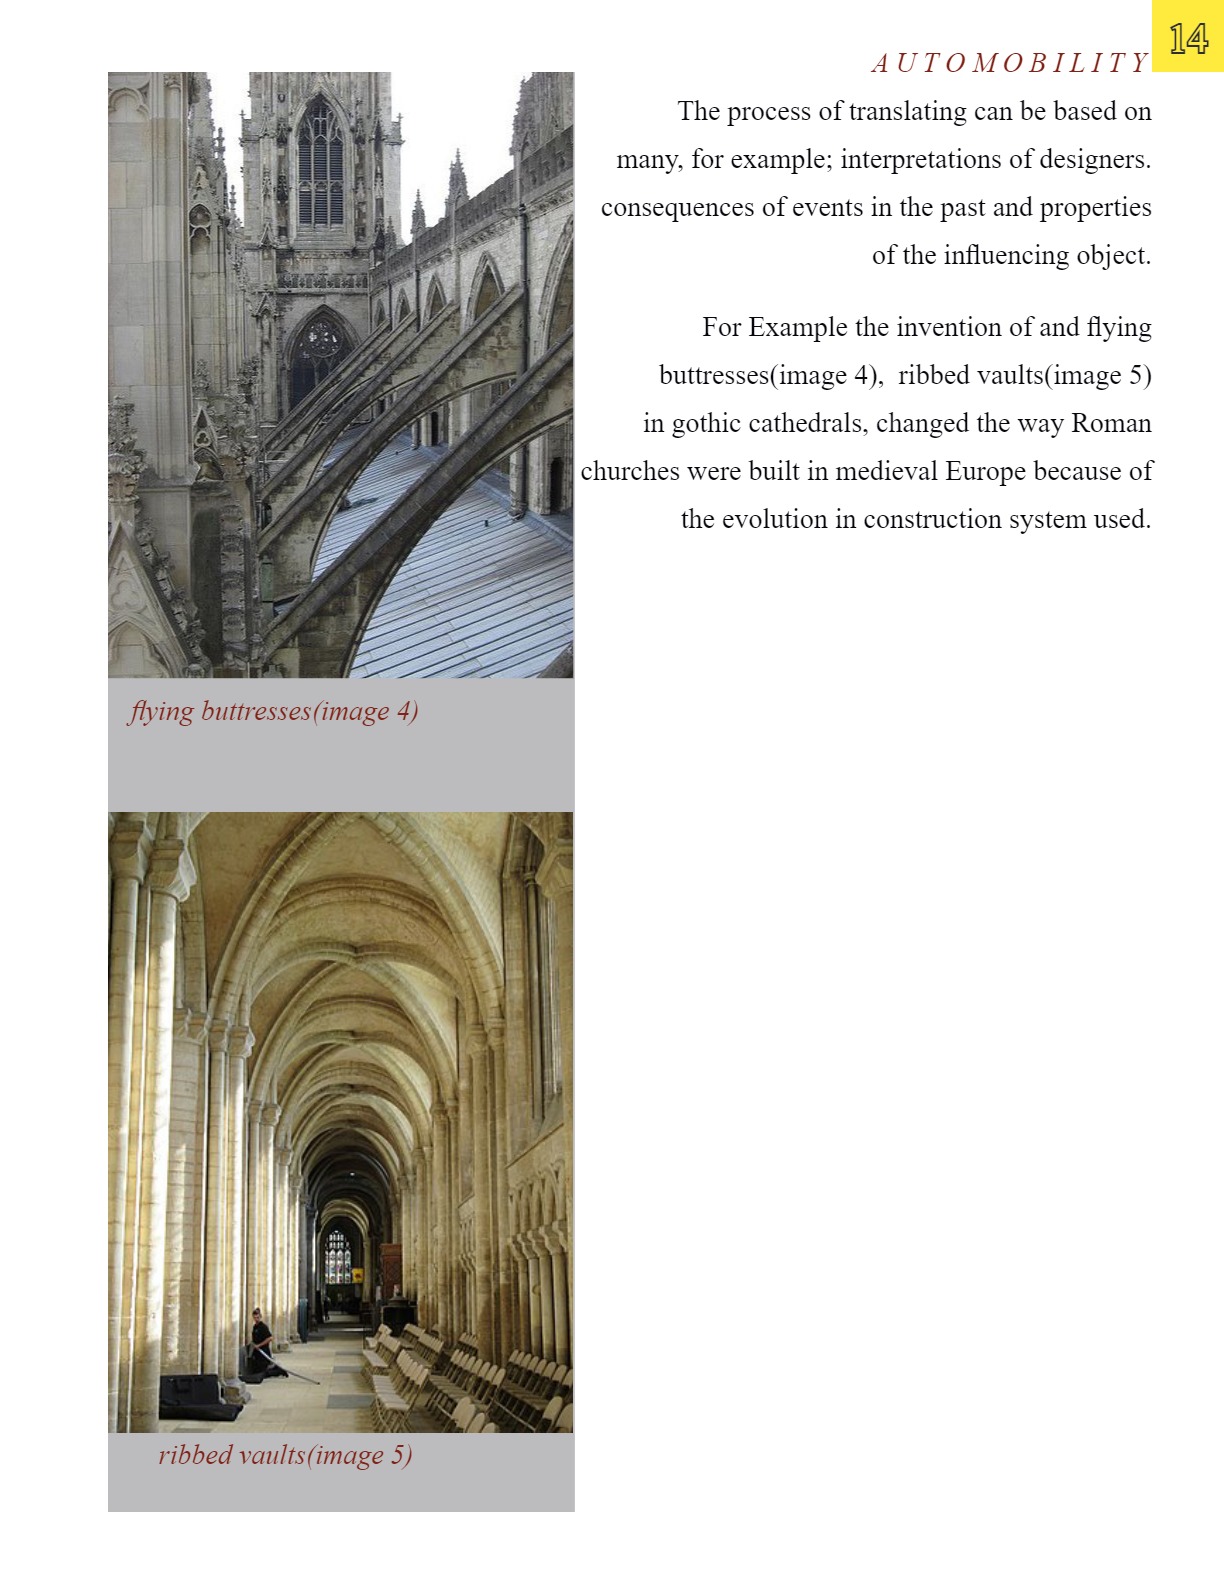 14
AUTOMOBILITY
The process of translating can be based on
many, for example; interpretations of designers.
consequences of events in the past and properties
of the influencing object.
For Example the invention of and flying
buttresses(image 4),  ribbed vaults(image 5)
in gothic cathedrals, changed the way Roman
churches were built in medieval Europe because of
the evolution in construction system used.
flying buttresses(image 4)
ribbed vaults(image 5)